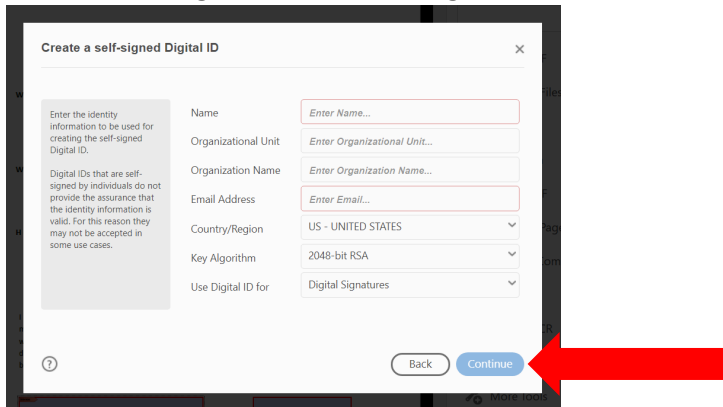 Create a self-signed Digital ID
Enter the identity
information to be used for
creating the self-signed
Digital ID.
Digital IDs that are self-
signed by individuals do not
provide the assurance that
the identity information is
valid. For this reason they
may not be accepted in
some use cases.
Name
Enter Name...
Organizational Unit
Enter Organizational Unit...
Organization Name
Enter Organization Name...
Email Address
Enter Email...
Country/Region
US - UNITED STATES
Key Algorithm
2048-bit RSA
Use Digital ID for
Digital Signatures
Back
Continue
More Tools